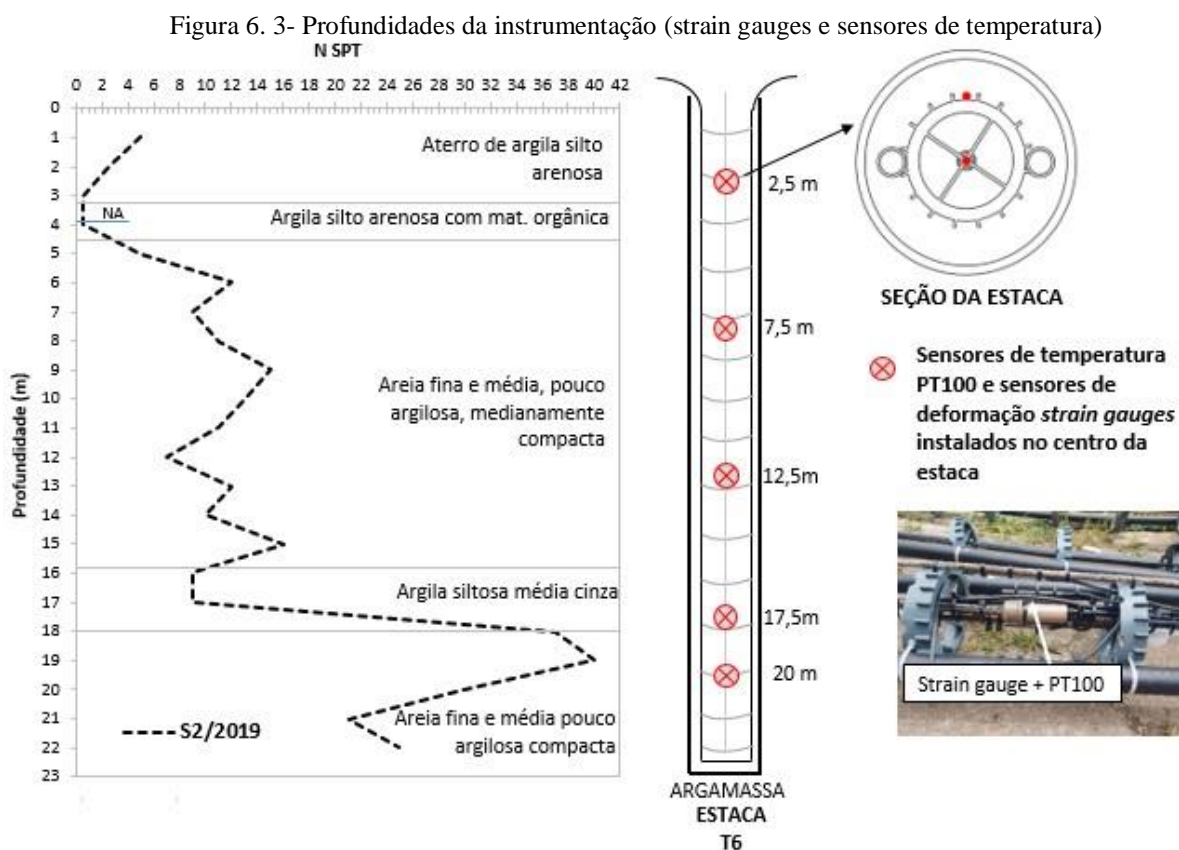 Figura 6. 3- Profundidades da instrumentação (strain gauges e sensores de temperatura)
N SPT
0 2 4 6 8 10 12 14 16 18 20 22 24 26 28 30 32 34 36 38 40 42
Profundidade (m)
0
1
2
3
4
5
6
7
8
9
10
11
12
13
14
15
16
17
18
19
20
21
22
23
Aterro de argila silto
arenosa
NA
Argila silto arenosa com mat. orgânica
Areia fina e média, pouco
argilosa, medianamente
compacta
Argila siltosa média cinza
Areia fina e média pouco
argilosa compacta
S2/2019
2,5 m
7,5 m
12,5m
17,5m
20 m
ARGAMASSA
ESTACA
T6
SEÇÃO DA ESTACA
Sensores de temperatura
PT100 e sensores de
deformação strain gauges
instalados no centro da
estaca
Strain gauge + PT100